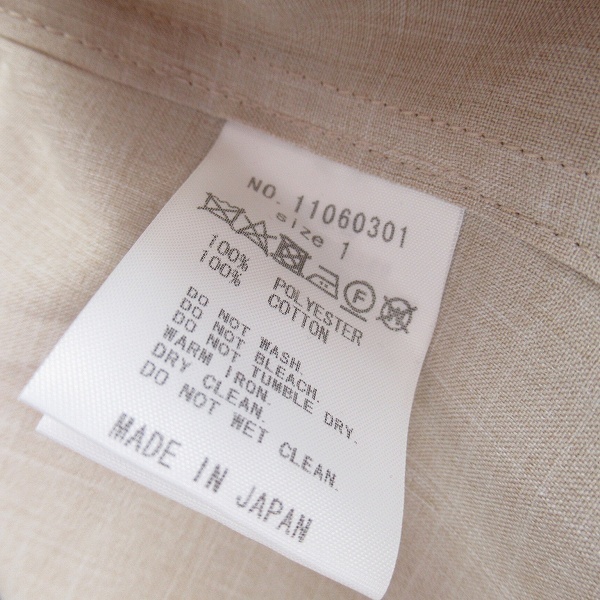 NO. 11060301
size 1
100% POLYESTER
100% COTTON
DO NOT WASH.
DO NOT BLEACH.
DO NOT TUMBLE DRY.
WARM IRON.
DRY CLEAN.
DO NOT WET CLEAN.
MADE IN JAPAN